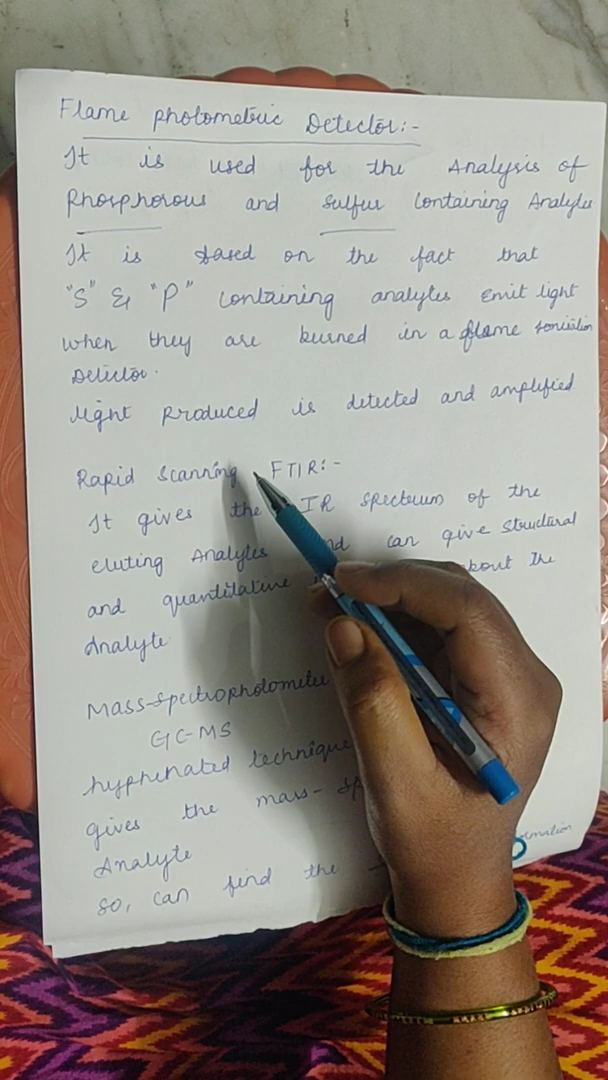 Flame Photometric Detector:-
It is used for the Analysis of
Phosphorous and Sulfur Containing Analytes
It is based on the fact that
"S" & "P" containing analytes emit light
when they are burned in a flame Ionisation
Detector.
light Produced is detected and amplified
Rapid Scanning FTIR:-
It gives the IR spectrum of the
eluting Analytes and can give structural
and quantitative about the
Analyte
Mass-spectrophotometer
GC-MS
hyphenated technique
gives the mass-
Analyte
so, can find the